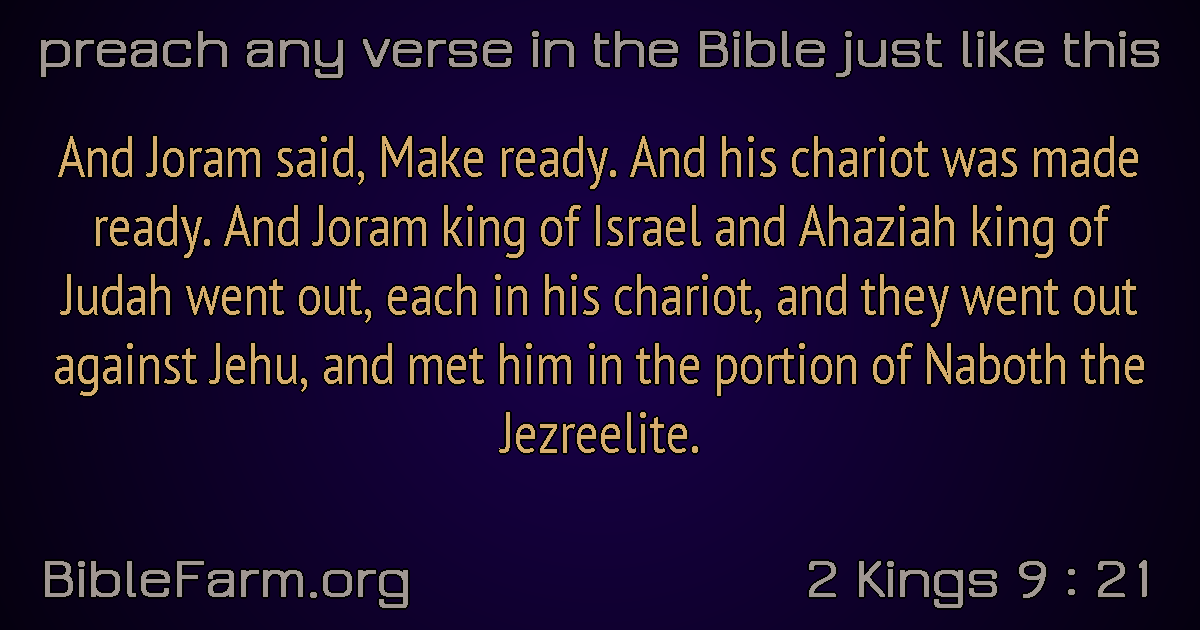 preach any verse in the Bible just like this
And Joram said, Make ready. And his chariot was made
ready. And Joram king of Israel and Ahaziah king of
Judah went out, each in his chariot, and they went out
against Jehu, and met him in the portion of Naboth the
Jezreelite.
BibleFarm.org
2 Kings 9 : 21